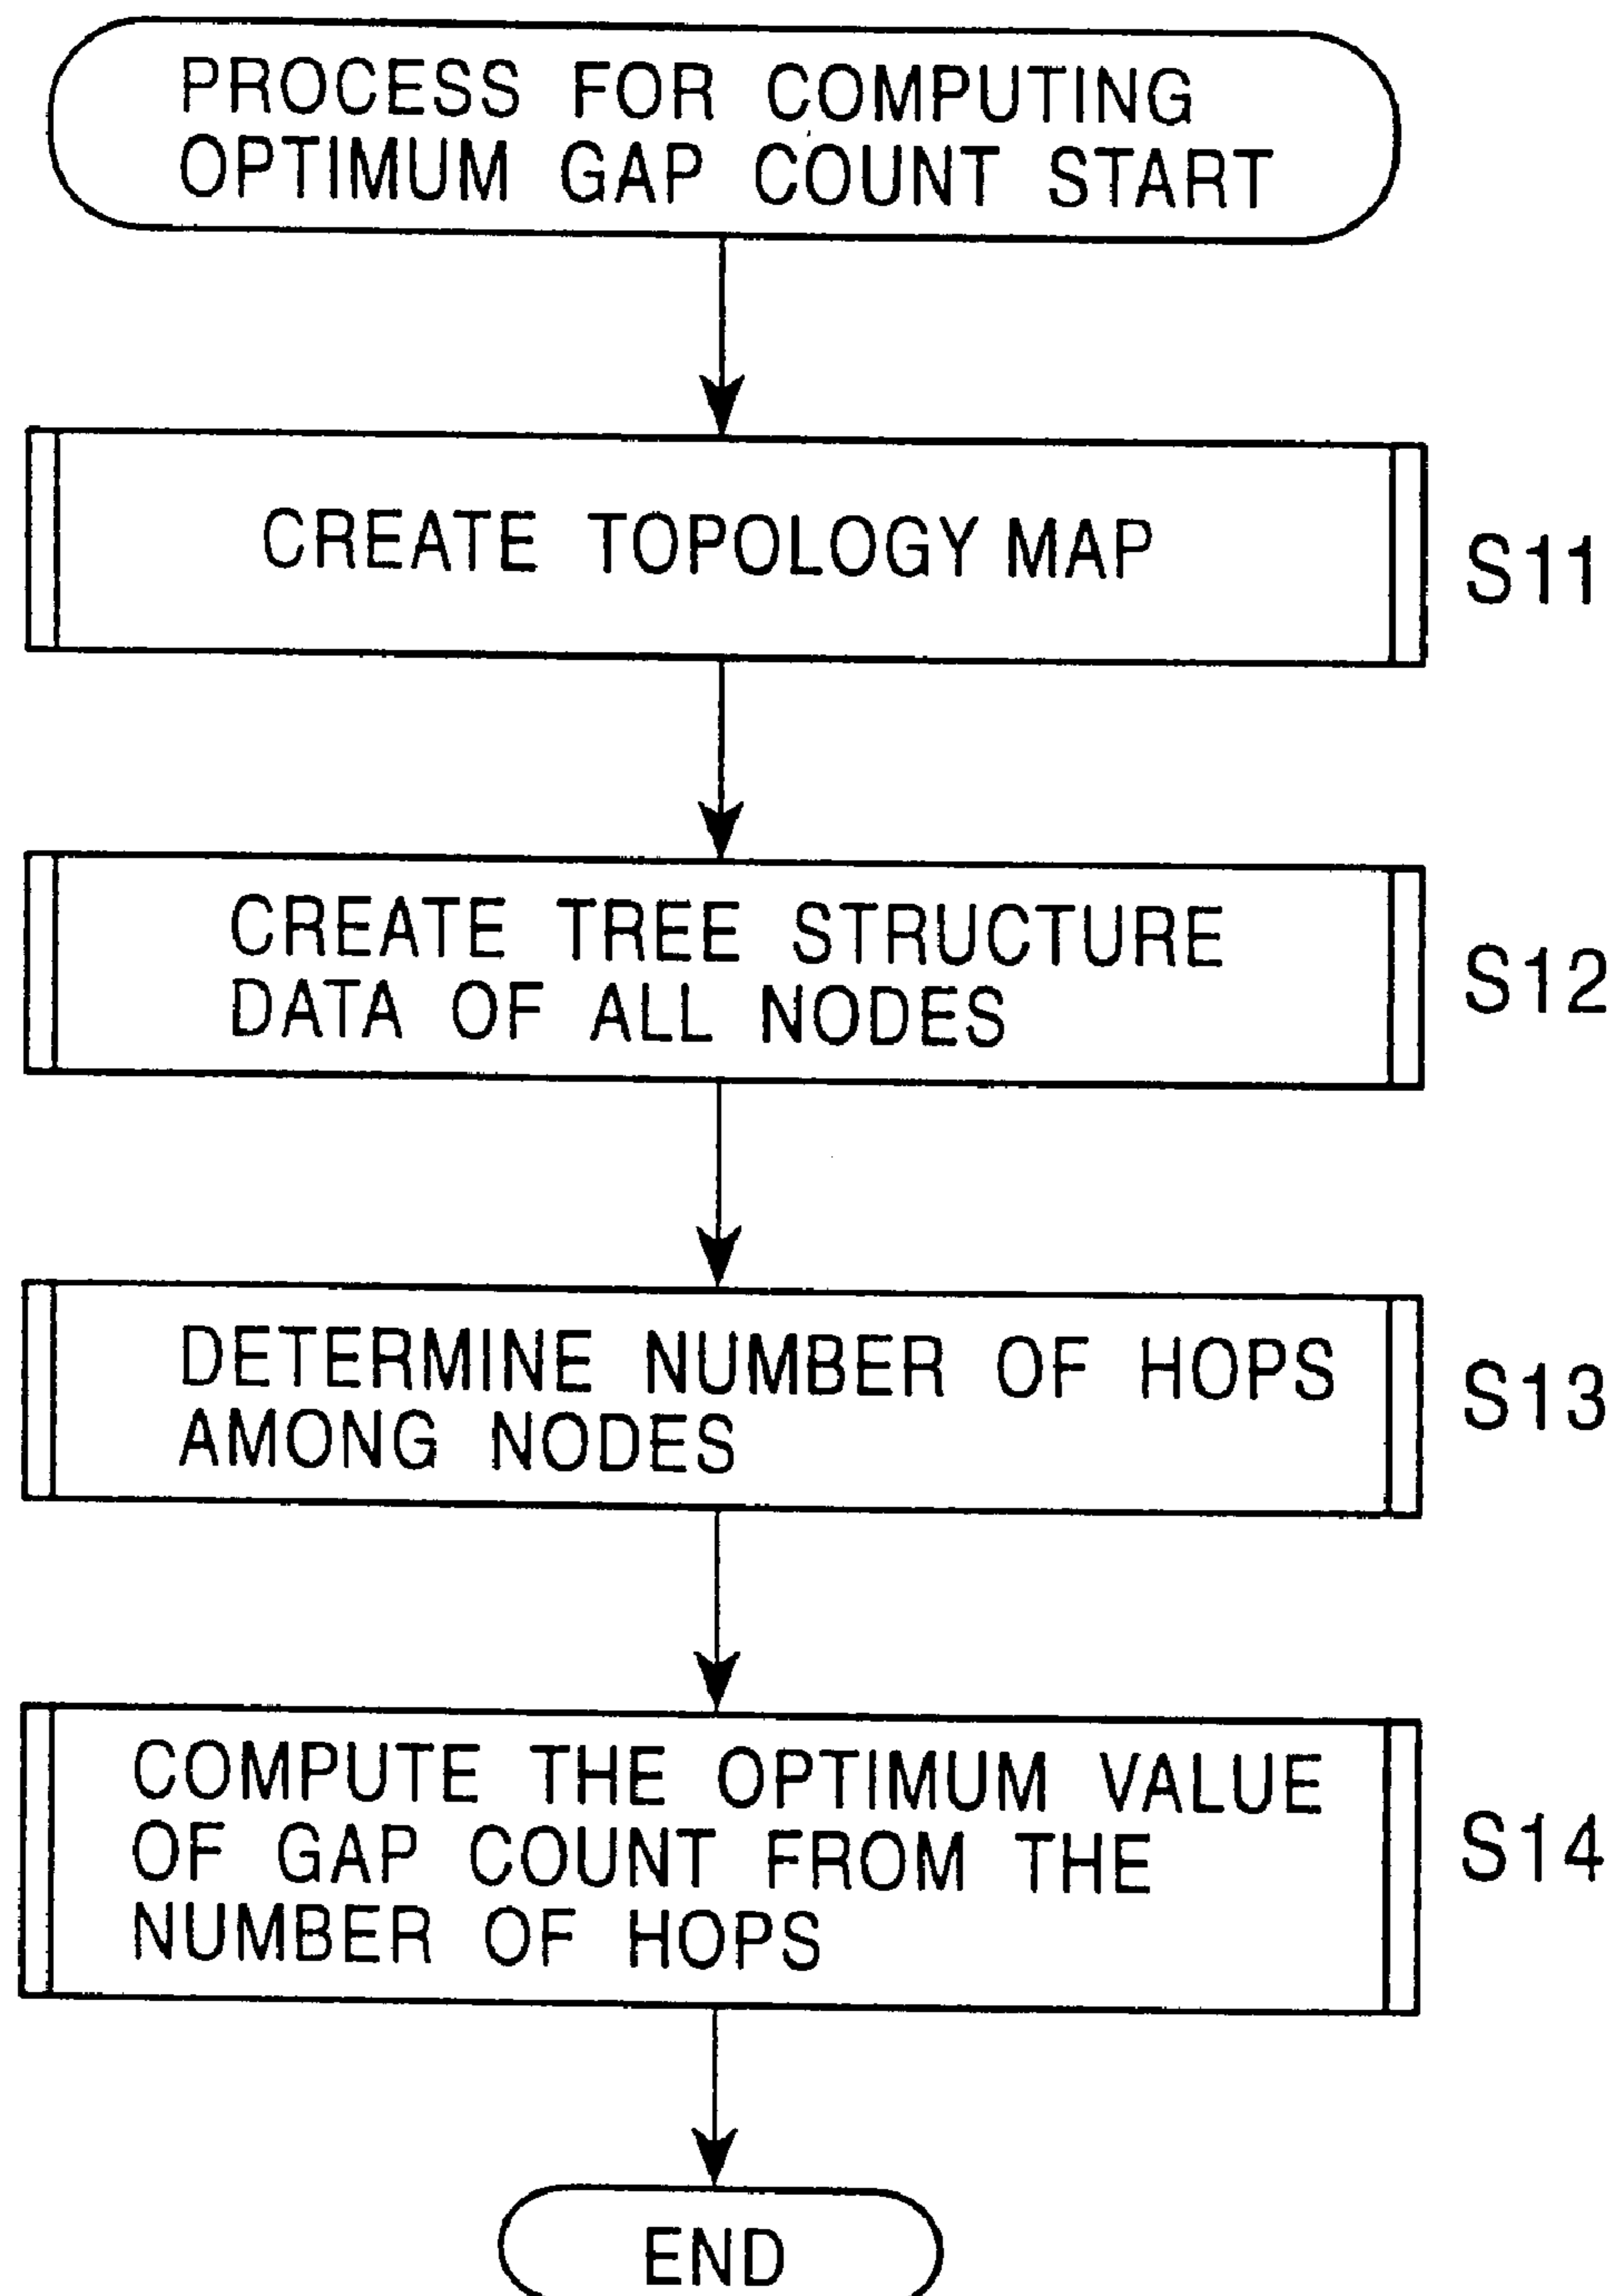 PROCESS FOR COMPUTING
OPTIMUM GAP COUNT START
CREATE TOPOLOGY MAP
S11
CREATE TREE STRUCTURE
DATA OF ALL NODES
S12
DETERMINE NUMBER OF HOPS
AMONG NODES
S13
COMPUTE THE OPTIMUM VALUE
OF GAP COUNT FROM THE
NUMBER OF HOPS
S14
END